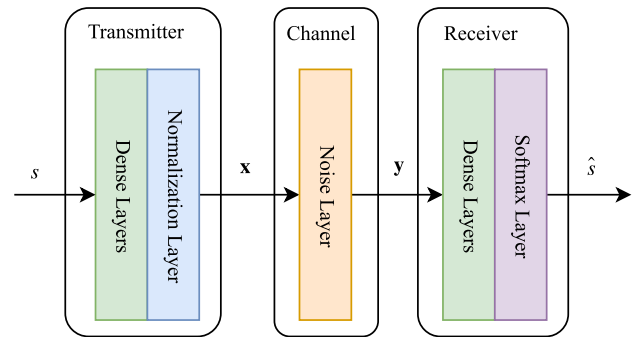 Transmitter
Channel
Receiver
s
Dense Layers
Normalization Layer
x
Noise Layer
y
Dense Layers
Softmax Layer
ŝ